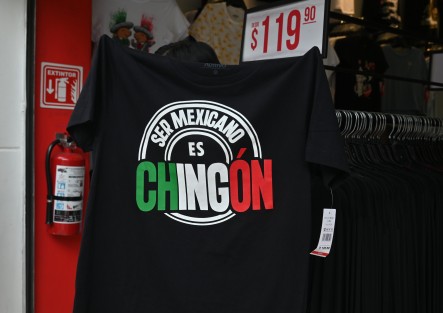 $119.90
EXTINTOR
SER MEXICANO
ES
CHINGÓN